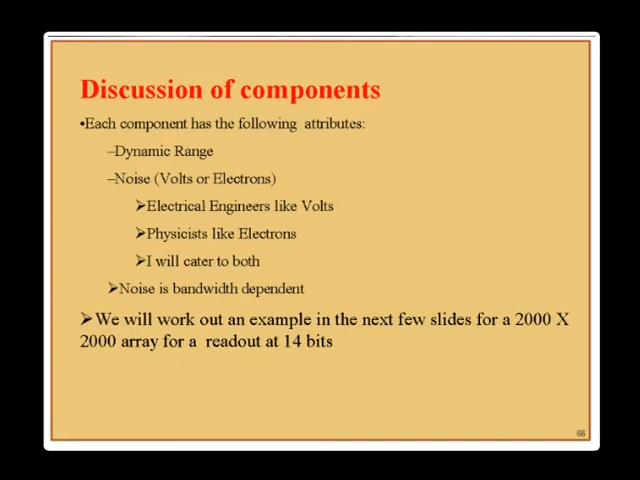 Discussion of components
•Each component has the following attributes:
–Dynamic Range
–Noise (Volts or Electrons)
➢Electrical Engineers like Volts
➢Physicists like Electrons
➢I will cater to both
➢Noise is bandwidth dependent
➢We will work out an example in the next few slides for a 2000 X
2000 array for a readout at 14 bits
66